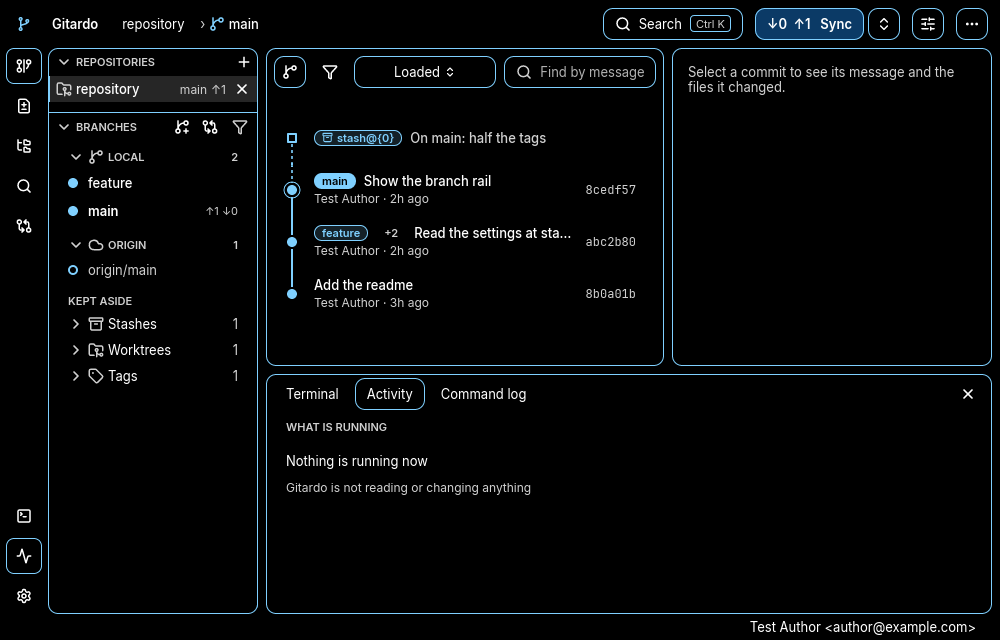 Gitardo repository › main Search Ctrl K ↓0 ↑1 Sync
REPOSITORIES
repository main ↑1
BRANCHES
LOCAL 2
feature
main ↑1 ↓0
ORIGIN 1
origin/main
KEPT ASIDE
Stashes 1
Worktrees 1
Tags 1
Loaded Find by message
stash@{0} On main: half the tags
main Show the branch rail
Test Author · 2h ago 8cedf57
feature +2 Read the settings at sta...
Test Author · 2h ago abc2b80
Add the readme
Test Author · 3h ago 8b0a01b
Select a commit to see its message and the
files it changed.
Terminal Activity Command log
WHAT IS RUNNING
Nothing is running now
Gitardo is not reading or changing anything
Test Author <author@example.com>